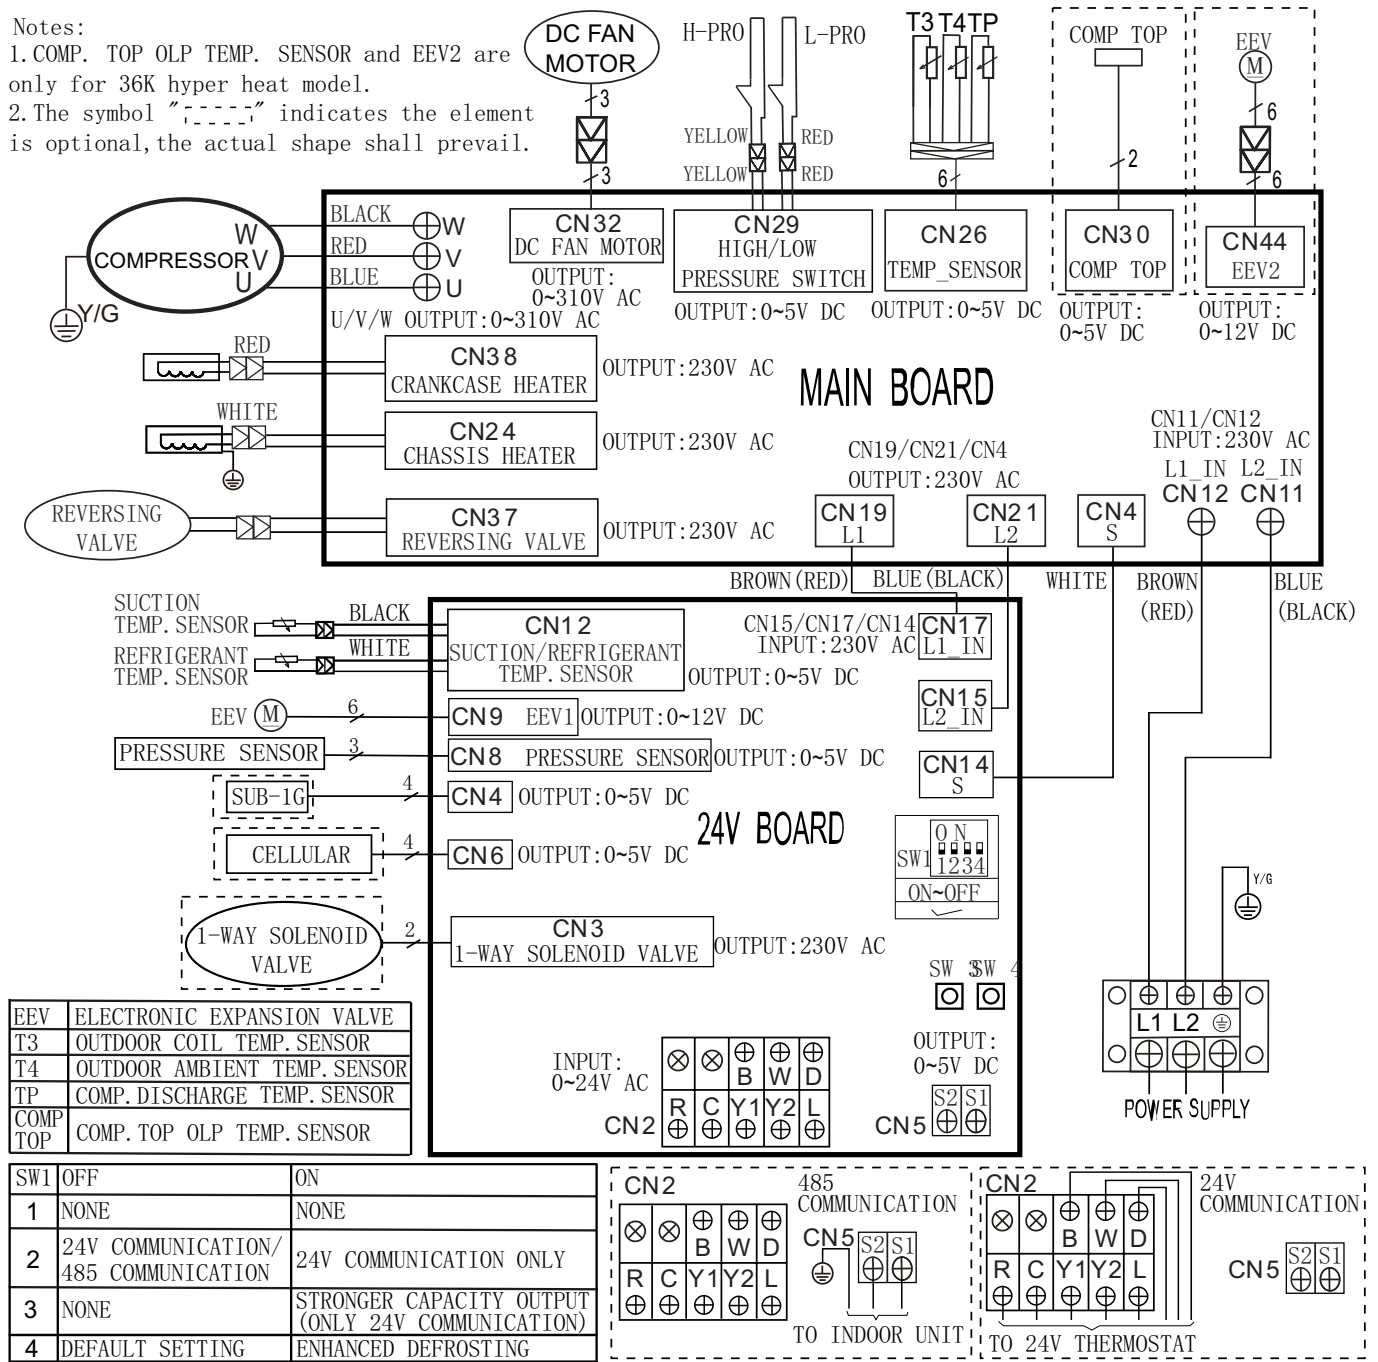 Notes:
1.COMP. TOP OLP TEMP. SENSOR and EEV2 are
only for 36K hyper heat model.
2.The symbol "      " indicates the element
is optional,the actual shape shall prevail.
DC FAN
MOTOR
3
3
H-PRO
L-PRO
YELLOW
RED
YELLOW
RED
T3 T4 TP
6
COMP TOP
2
EEV
M
6
6
COMPRESSOR
W
V
U
Y/G
BLACK
W
RED
V
BLUE
U
U/V/W OUTPUT:0~310V AC
CN32
DC FAN MOTOR
OUTPUT:
0~310V AC
CN29
HIGH/LOW
PRESSURE SWITCH
OUTPUT:0~5V DC
CN26
TEMP_SENSOR
OUTPUT:0~5V DC
CN30
COMP TOP
OUTPUT:
0~5V DC
CN44
EEV2
OUTPUT:
0~12V DC
RED
CN38
CRANKCASE HEATER
OUTPUT:230V AC
MAIN BOARD
WHITE
CN24
CHASSIS HEATER
OUTPUT:230V AC
REVERSING
VALVE
CN37
REVERSING VALVE
OUTPUT:230V AC
CN19/CN21/CN4
OUTPUT:230V AC
CN19
L1
CN21
L2
CN4
S
CN11/CN12
INPUT:230V AC
L1_IN L2_IN
CN12 CN11
BROWN(RED)
BLUE(BLACK)
WHITE
BROWN
(RED)
BLUE
(BLACK)
SUCTION
TEMP.SENSOR
BLACK
REFRIGERANT
TEMP.SENSOR
WHITE
CN12
SUCTION/REFRIGERANT
TEMP.SENSOR
OUTPUT:0~5V DC
CN15/CN17/CN14
INPUT:230V AC
CN17
L1_IN
CN15
L2_IN
CN14
S
EEV M
6
CN9 EEV1 OUTPUT:0~12V DC
PRESSURE SENSOR
3
CN8 PRESSURE SENSOR OUTPUT:0~5V DC
SUB-1G
4
CN4 OUTPUT:0~5V DC
CELLULAR
4
CN6 OUTPUT:0~5V DC
24V BOARD
SW1
ON
1234
ON~OFF
1-WAY SOLENOID
VALVE
2
CN3
1-WAY SOLENOID VALVE
OUTPUT:230V AC
SW 3 SW 4
Y/G
L1 L2
POWER SUPPLY
INPUT:
0~24V AC
CN2
B W D
R C Y1 Y2 L
OUTPUT:
0~5V DC
CN5
S2 S1
EEV ELECTRONIC EXPANSION VALVE
T3 OUTDOOR COIL TEMP.SENSOR
T4 OUTDOOR AMBIENT TEMP.SENSOR
TP COMP.DISCHARGE TEMP.SENSOR
COMP
TOP COMP.TOP OLP TEMP.SENSOR
SW1 OFF ON
1 NONE NONE
2 24V COMMUNICATION/
485 COMMUNICATION 24V COMMUNICATION ONLY
3 NONE STRONGER CAPACITY OUTPUT
(ONLY 24V COMMUNICATION)
4 DEFAULT SETTING ENHANCED DEFROSTING
CN2
B W D
R C Y1 Y2 L
485
COMMUNICATION
CN5
S2 S1
TO INDOOR UNIT
CN2
B W D
R C Y1 Y2 L
TO 24V THERMOSTAT
24V
COMMUNICATION
CN5
S2 S1